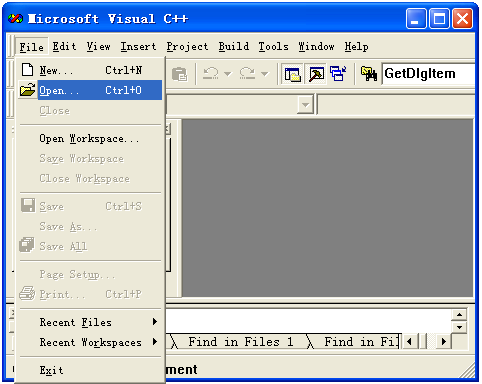 Microsoft Visual C++
File Edit View Insert Project Build Tools Window Help
New... Ctrl+N
GetDlgItem
Open... Ctrl+O
Close
Open Workspace...
Save Workspace
Close Workspace
Save Ctrl+S
Save As...
Save All
Page Setup...
Print... Ctrl+P
Recent Files
Recent Workspaces
Find in Files 1 Find in Fil
Exit
ment